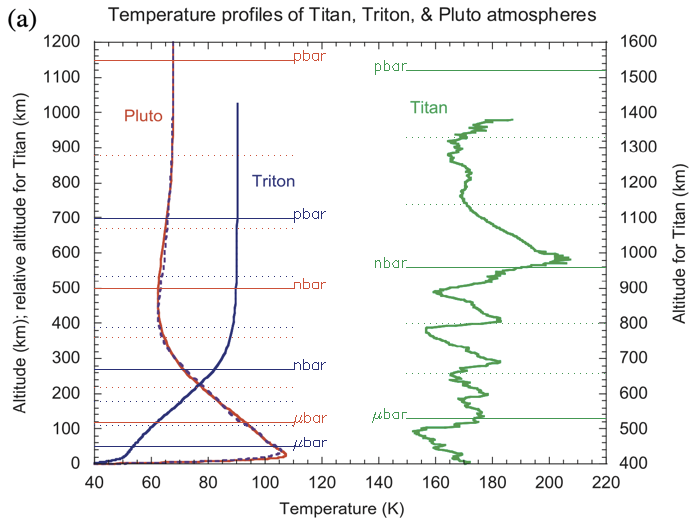 (a)
Temperature profiles of Titan, Triton, & Pluto atmospheres
Altitude (km); relative altitude for Titan (km)
1200
1100
1000
900
800
700
600
500
400
300
200
100
0
pbar
Pluto
Triton
pbar
nbar
nbar
μbar
μbar
pbar
Titan
nbar
μbar
1600
1500
1400
1300
1200
1100
1000
900
800
700
600
500
400
Altitude for Titan (km)
40 60 80 100 120 140 160 180 200 220
Temperature (K)